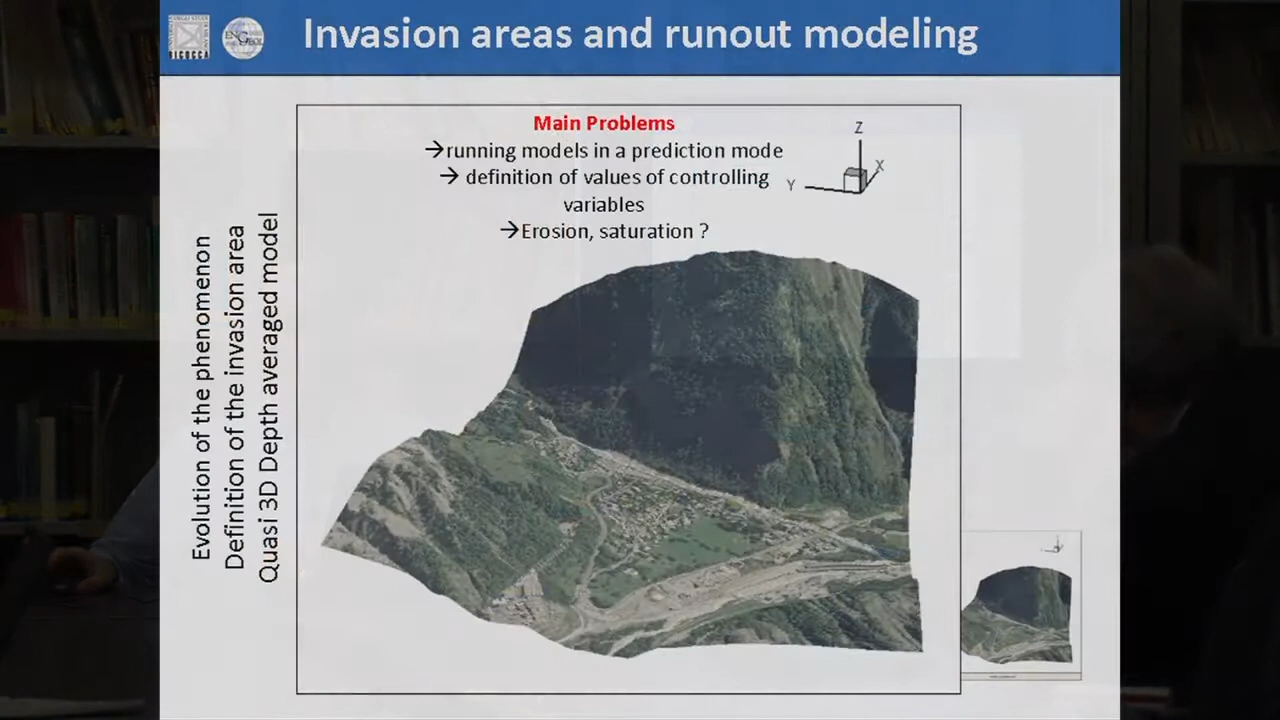 Invasion areas and runout modeling
BICOCCA
Main Problems
→running models in a prediction mode
→ definition of values of controlling
variables
→Erosion, saturation ?
Z
X
Y
Evolution of the phenomenon
Definition of the invasion area
Quasi 3D Depth averaged model